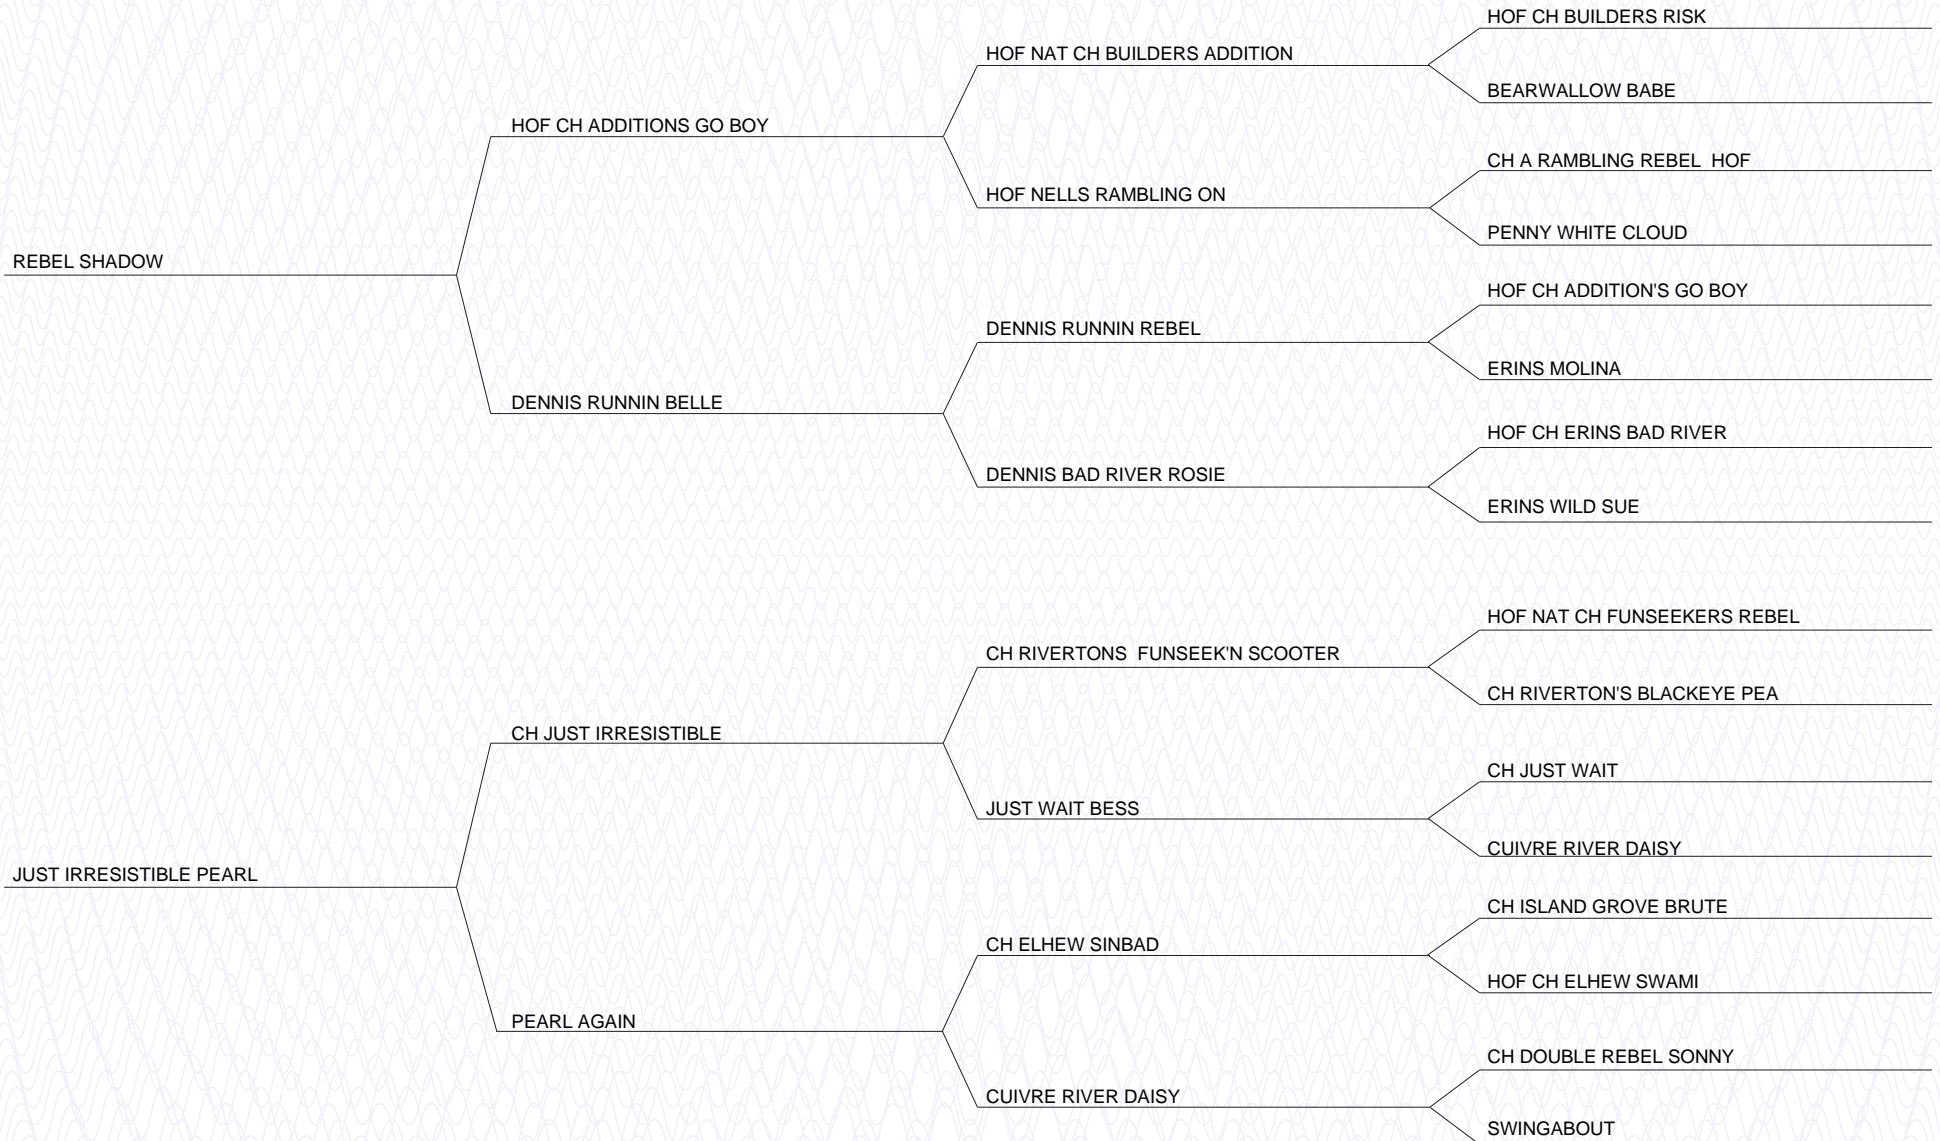 HOF CH BUILDERS RISK
HOF NAT CH BUILDERS ADDITION
BEARWALLOW BABE
HOF CH ADDITIONS GO BOY
CH A RAMBLING REBEL  HOF
HOF NELLS RAMBLING ON
PENNY WHITE CLOUD
REBEL SHADOW
HOF CH ADDITION'S GO BOY
DENNIS RUNNIN REBEL
ERINS MOLINA
DENNIS RUNNIN BELLE
HOF CH ERINS BAD RIVER
DENNIS BAD RIVER ROSIE
ERINS WILD SUE
HOF NAT CH FUNSEEKERS REBEL
CH RIVERTONS  FUNSEEK'N SCOOTER
CH RIVERTON'S BLACKEYE PEA
CH JUST IRRESISTIBLE
CH JUST WAIT
JUST WAIT BESS
CUIVRE RIVER DAISY
JUST IRRESISTIBLE PEARL
CH ISLAND GROVE BRUTE
CH ELHEW SINBAD
HOF CH ELHEW SWAMI
PEARL AGAIN
CH DOUBLE REBEL SONNY
CUIVRE RIVER DAISY
SWINGABOUT